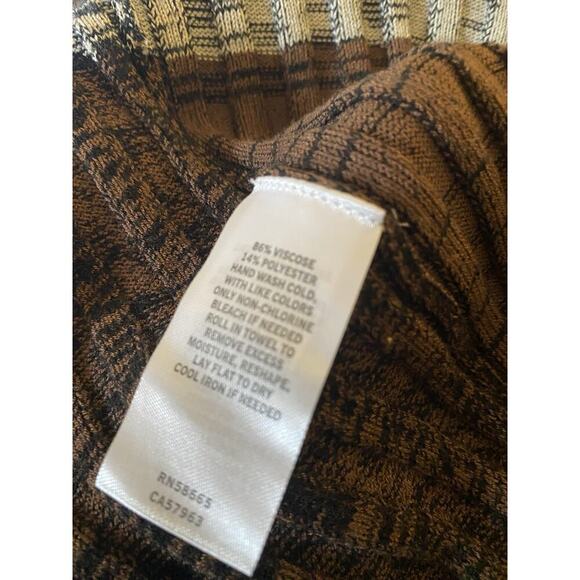 86% VISCOSE
14% POLYESTER
HAND WASH COLD,
WITH LIKE COLORS
ONLY NON-CHLORINE
BLEACH IF NEEDED
ROLL IN TOWEL TO
REMOVE EXCESS
MOISTURE, RESHAPE,
LAY FLAT TO DRY
COOL IRON IF NEEDED
RN58665
CA57963